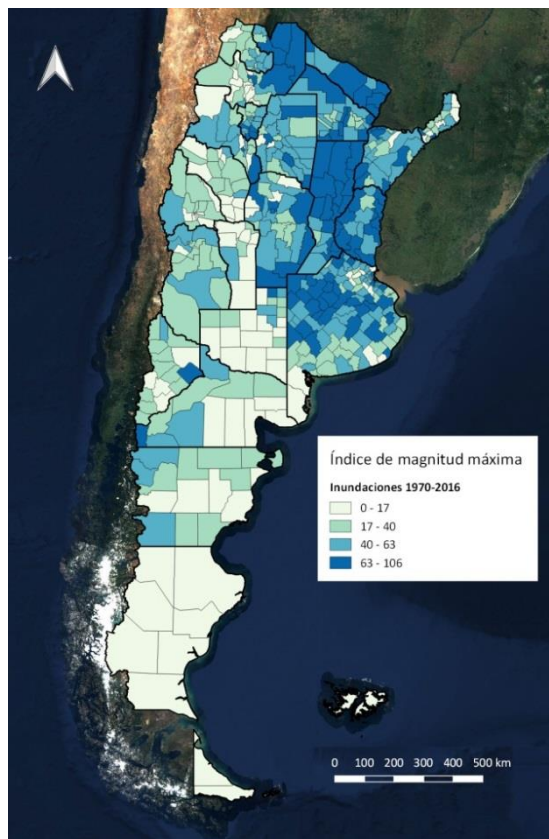 Índice de magnitud máxima
Inundaciones 1970-2016
0 - 17
17 - 40
40 - 63
63 - 106
0 100 200 300 400 500 km